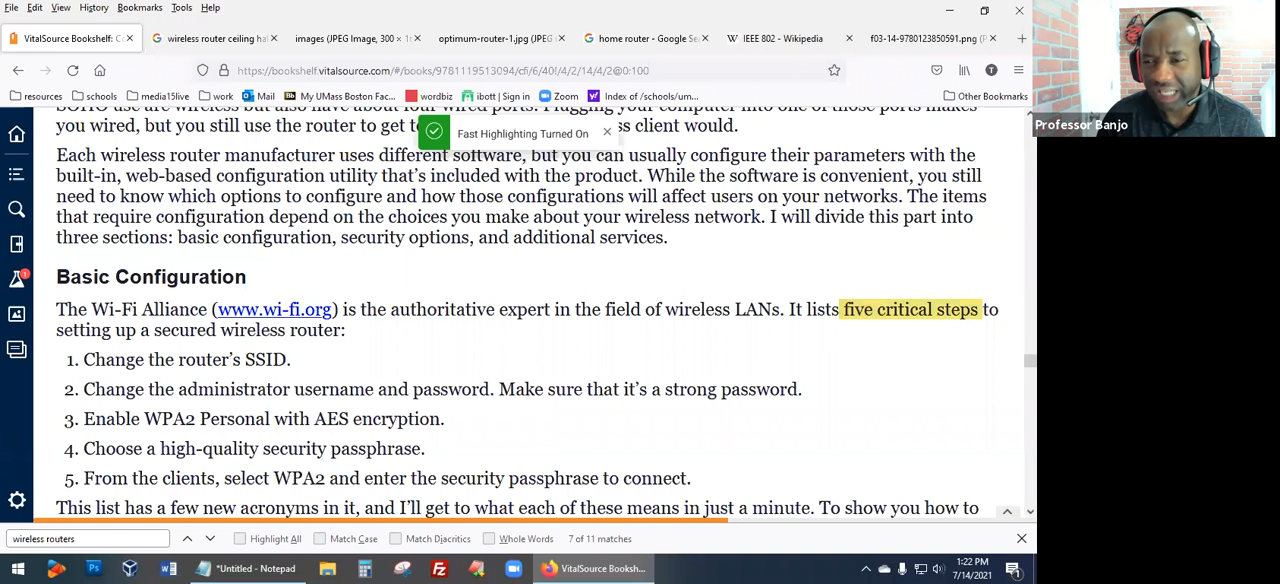 File Edit View History Bookmarks Tools Help
VitalSource Bookshelf: Co × wireless router ceiling ha × images (JPEG Image, 300 × optimum-router-1.jpg (JPEG × home router - Google Se × IEEE 802 - Wikipedia × f03-14-9780123850591.png (P ×
https://bookshelf.vitalsource.com/#/books/9781119513094/cfi/6/40!/4/2/14/4/2@0:100
resources schools media15live work Mail My UMass Boston Fac... wordbiz ibott | Sign in Zoom Index of /schools/um... Other Bookmarks
Professor Banjo
you wired, but you still use the router to get to
client would.
Fast Highlighting Turned On ×
Each wireless router manufacturer uses different software, but you can usually configure their parameters with the
built-in, web-based configuration utility that's included with the product. While the software is convenient, you still
need to know which options to configure and how those configurations will affect users on your networks. The items
that require configuration depend on the choices you make about your wireless network. I will divide this part into
three sections: basic configuration, security options, and additional services.
Basic Configuration
The Wi-Fi Alliance (www.wi-fi.org) is the authoritative expert in the field of wireless LANs. It lists five critical steps to
setting up a secured wireless router:
1. Change the router's SSID.
2. Change the administrator username and password. Make sure that it's a strong password.
3. Enable WPA2 Personal with AES encryption.
4. Choose a high-quality security passphrase.
5. From the clients, select WPA2 and enter the security passphrase to connect.
This list has a few new acronyms in it, and I'll get to what each of these means in just a minute. To show you how to
wireless routers Highlight All Match Case Match Diacritics Whole Words 7 of 11 matches
*Untitled - Notepad VitalSource Booksh... 1:22 PM
7/14/2021